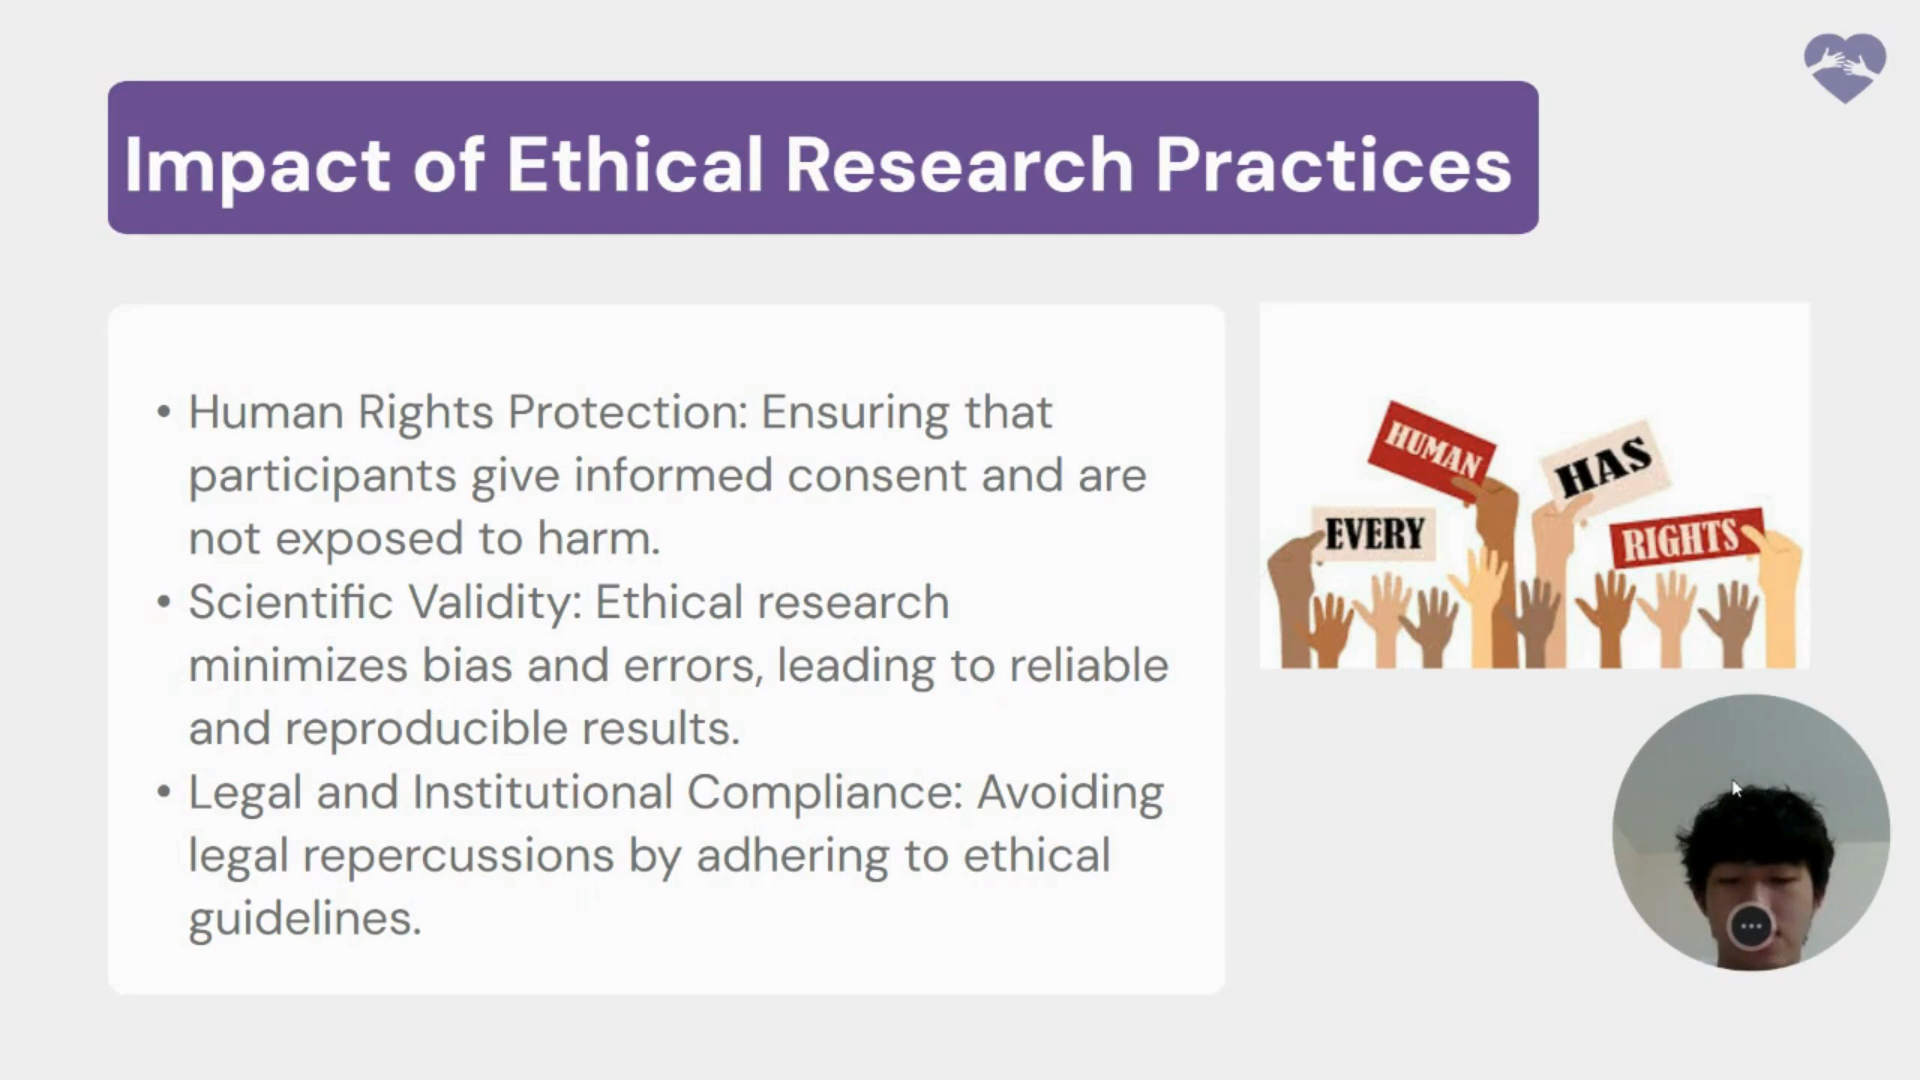 Impact of Ethical Research Practices
• Human Rights Protection: Ensuring that
participants give informed consent and are
not exposed to harm.
• Scientific Validity: Ethical research
minimizes bias and errors, leading to reliable
and reproducible results.
• Legal and Institutional Compliance: Avoiding
legal repercussions by adhering to ethical
guidelines.
EVERY
HUMAN
HAS
RIGHTS